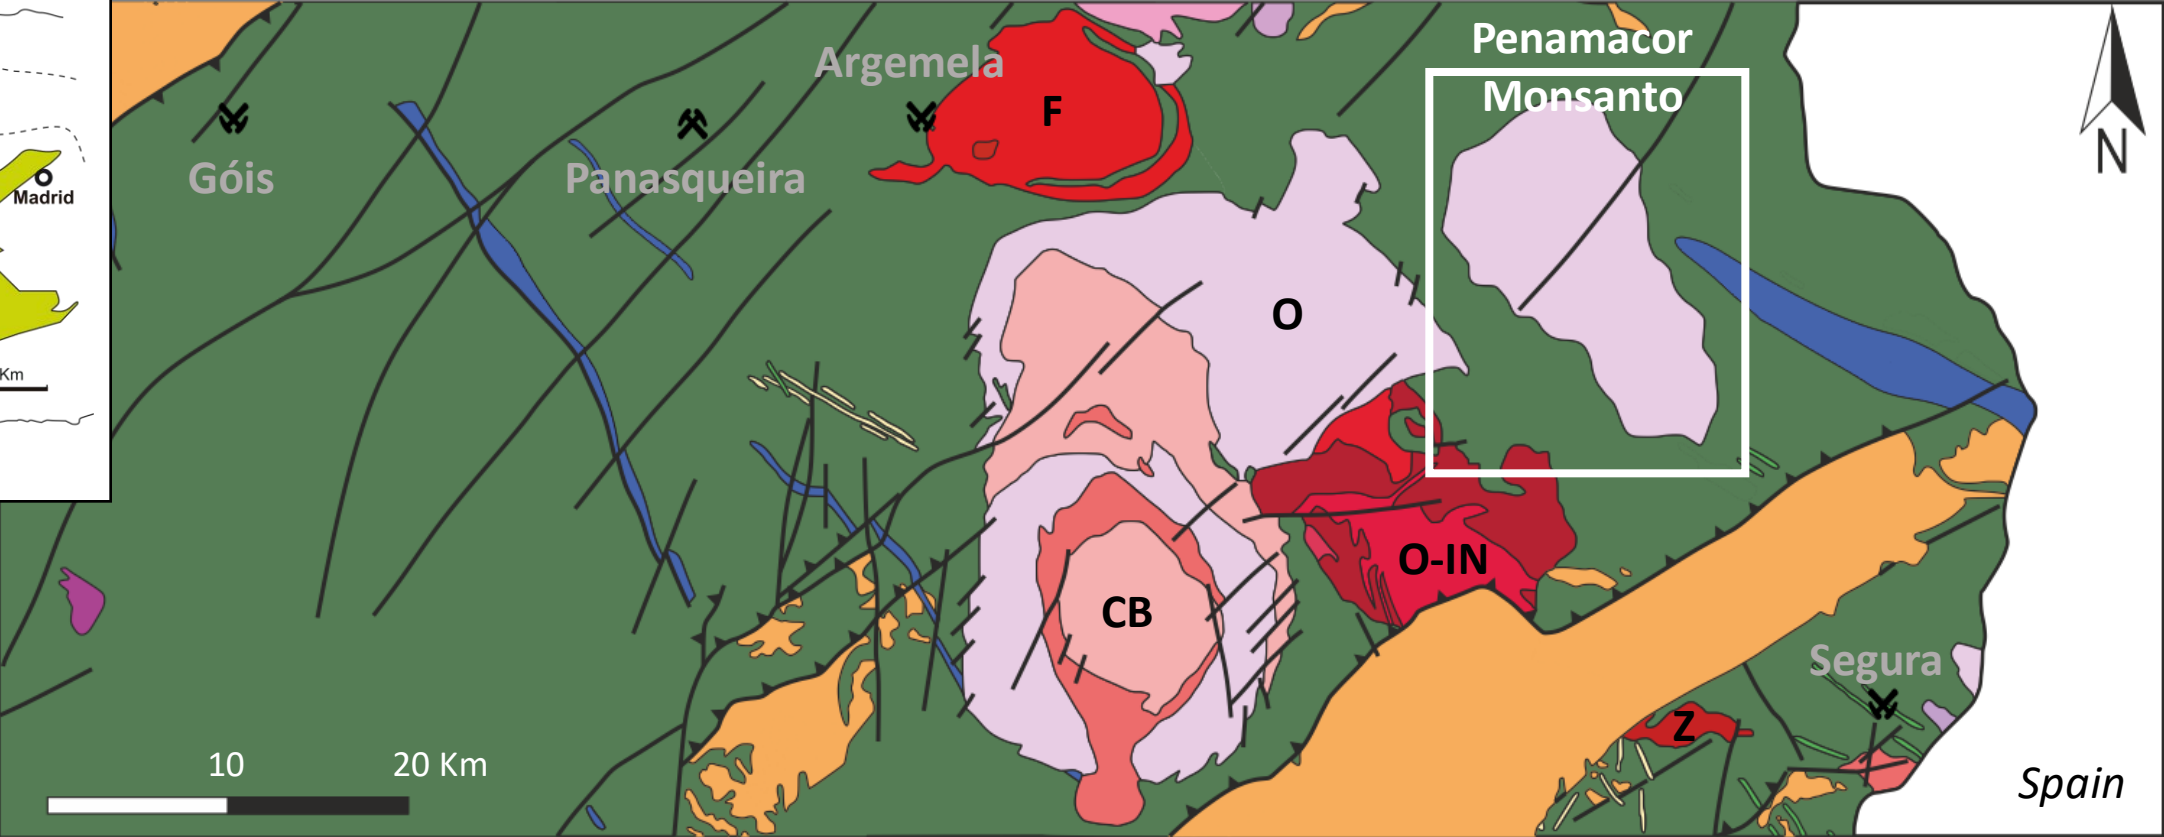 Penamacor
Monsanto
Argemela
F
N
Góis
Panasqueira
Madrid
O
Km
O-IN
CB
Segura
Z
10
20 Km
Spain